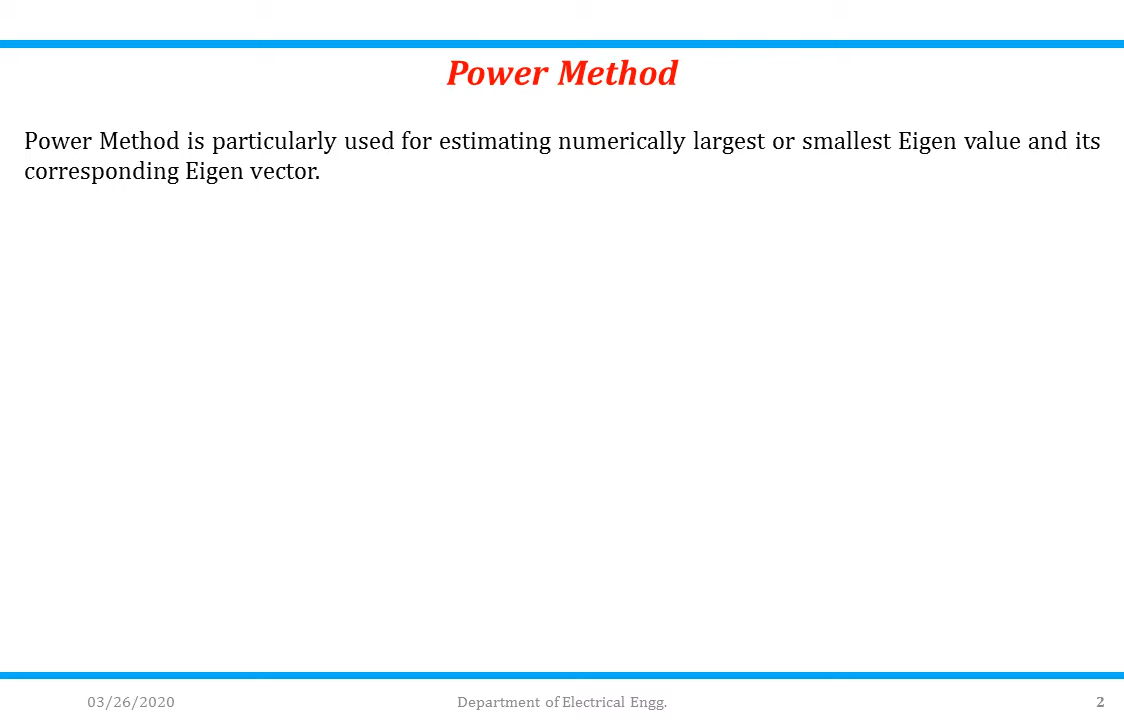 Power Method
Power Method is particularly used for estimating numerically largest or smallest Eigen value and its
corresponding Eigen vector.
03/26/2020
Department of Electrical Engg.
2